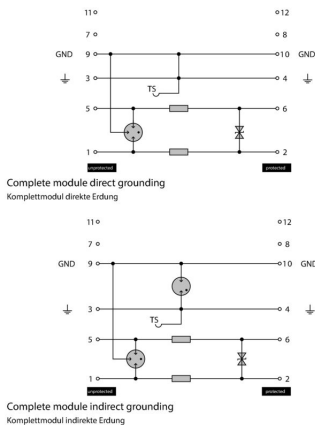 11 12
7 8
GND 9 10 GND
3 4
TS
5 6
1 2
unprotected protected
Complete module direct grounding
Komplettmodul direkte Erdung
11 12
7 8
GND 9 10 GND
3 4
TS
5 6
1 2
unprotected protected
Complete module indirect grounding
Komplettmodul indirekte Erdung